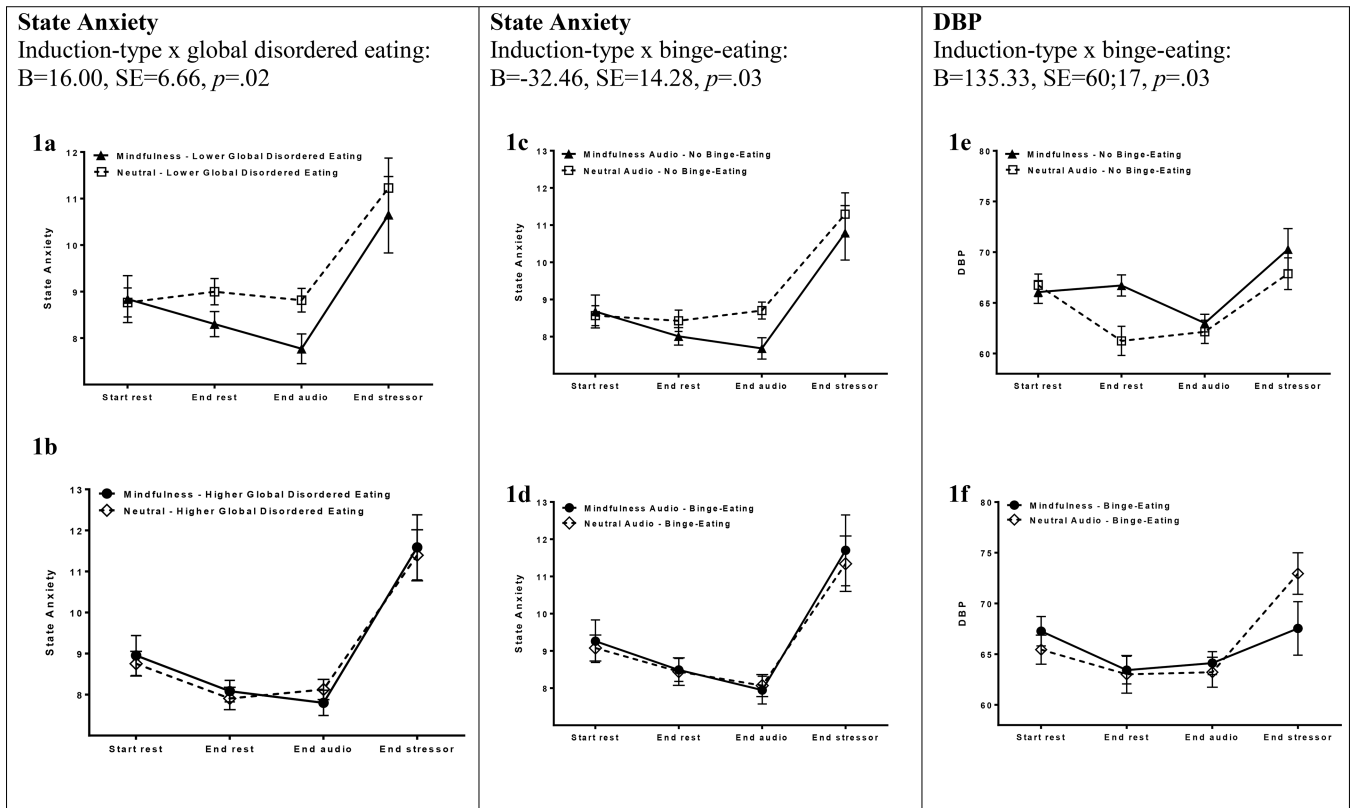 State Anxiety
Induction-type x global disordered eating:
B=16.00, SE=6.66, p=.02
1a
Mindfulness - Lower Global Disordered Eating
Neutral - Lower Global Disordered Eating
12
11
10
9
8
State Anxiety
Start rest
End rest
End audio
End stressor
1b
Mindfulness - Higher Global Disordered Eating
Neutral - Higher Global Disordered Eating
13
12
11
10
9
8
State Anxiety
Start rest
End rest
End audio
End stressor
State Anxiety
Induction-type x binge-eating:
B=-32.46, SE=14.28, p=.03
1c
Mindfulness Audio - No Binge-Eating
Neutral Audio - No Binge-Eating
13
12
11
10
9
8
State Anxiety
Start rest
End rest
End audio
End stressor
1d
Mindfulness Audio - Binge-Eating
Neutral Audio - Binge-Eating
13
12
11
10
9
8
State Anxiety
Start rest
End rest
End audio
End stressor
DBP
Induction-type x binge-eating:
B=135.33, SE=60;17, p=.03
1e
Mindfulness - No Binge-Eating
Neutral Audio - No Binge-Eating
80
75
70
65
60
DBP
Start rest
End rest
End audio
End stressor
1f
Mindfulness - Binge-Eating
Neutral Audio - Binge-Eating
80
75
70
65
60
DBP
Start rest
End rest
End audio
End stressor